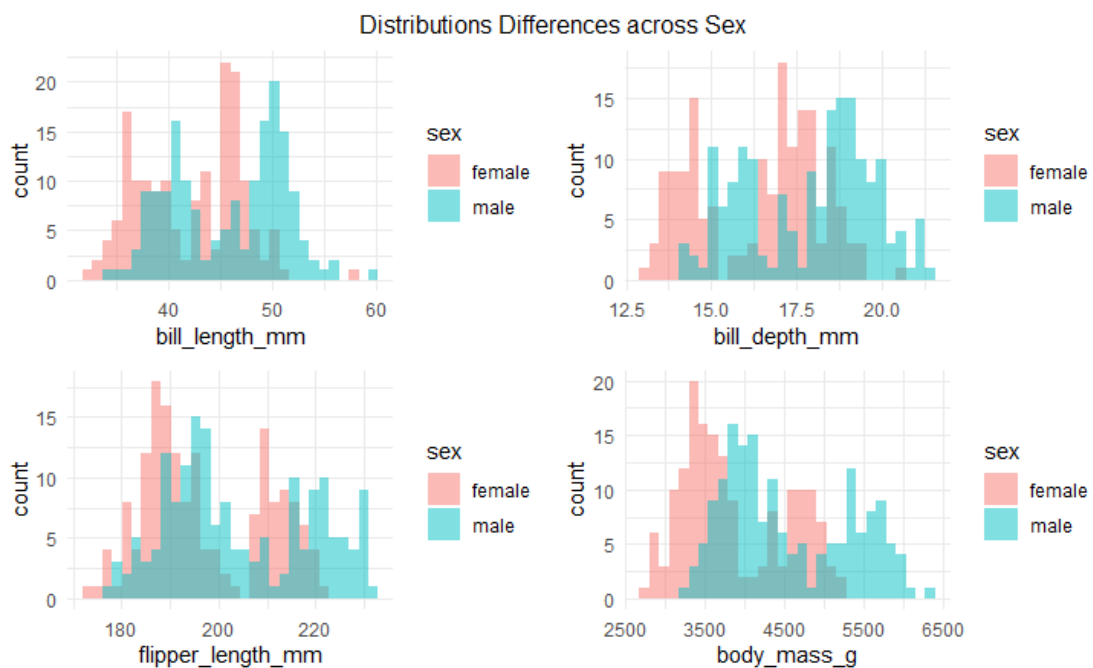 Distributions Differences across Sex
count
20
15
10
5
0
40
50
60
bill_length_mm
sex
female
male
count
15
10
5
0
12.5
15.0
17.5
20.0
bill_depth_mm
sex
female
male
count
15
10
5
0
180
200
220
flipper_length_mm
sex
female
male
count
20
15
10
5
0
2500
3500
4500
5500
6500
body_mass_g
sex
female
male